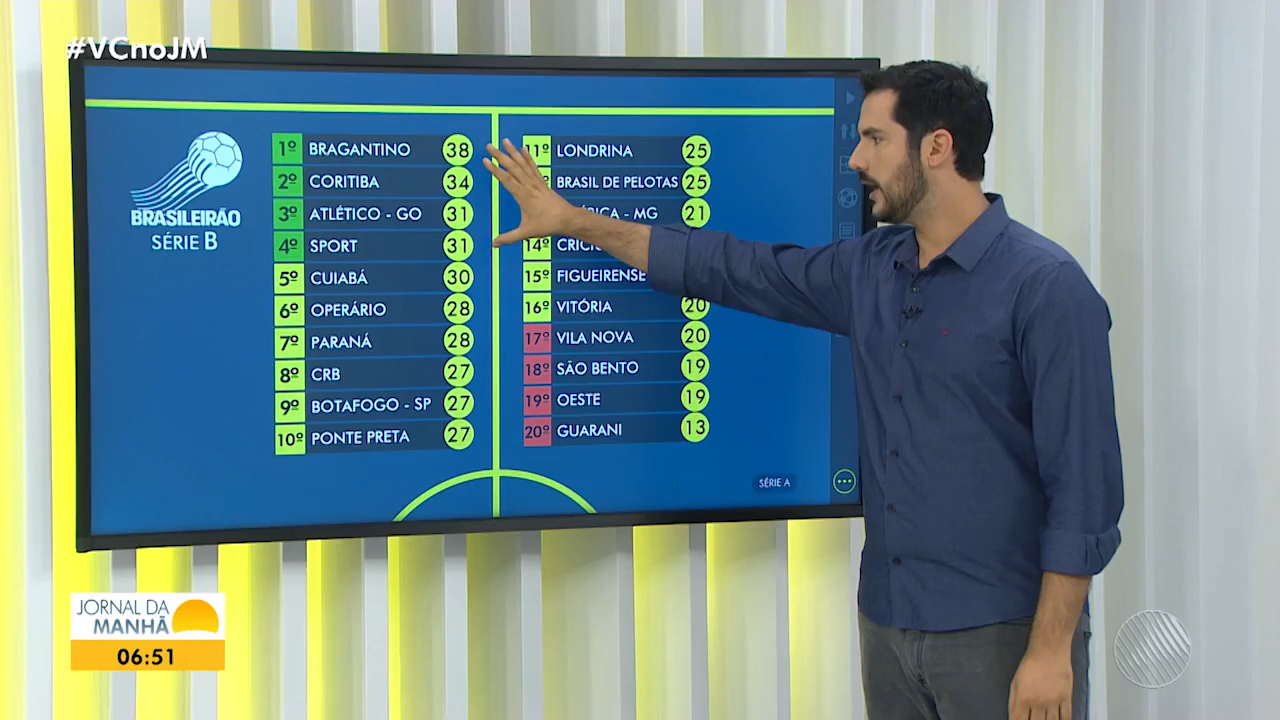 #VCnoJM
BRASILEIRÃO
SÉRIE B
1º BRAGANTINO 38
2º CORITIBA 34
3º ATLÉTICO - GO 31
4º SPORT 31
5º CUIABÁ 30
6º OPERÁRIO 28
7º PARANÁ 28
8º CRB 27
9º BOTAFOGO - SP 27
10º PONTE PRETA 27
11º LONDRINA 25
BRASIL DE PELOTAS 25
MG 21
14º
15º FIGUEIRENSE
16º VITÓRIA 20
17º VILA NOVA 20
18º SÃO BENTO 19
19º OESTE 19
20º GUARANI 13
SÉRIE A
JORNAL DA
MANHÃ
06:51